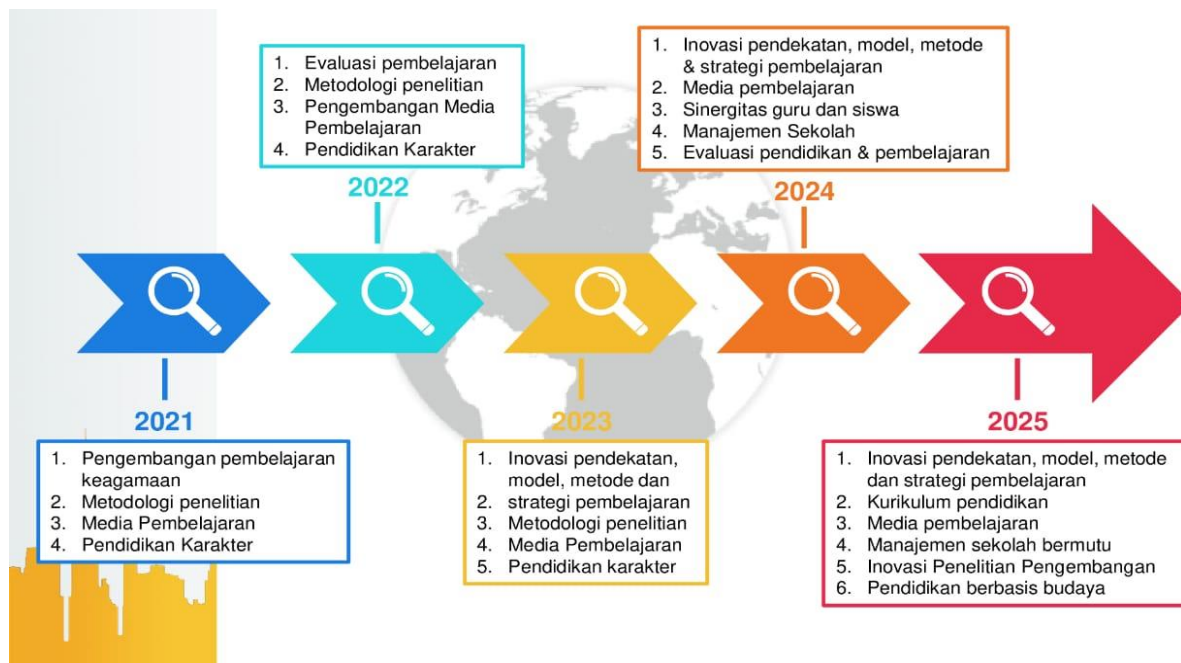 1. Evaluasi pembelajaran
2. Metodologi penelitian
3. Pengembangan Media
Pembelajaran
4. Pendidikan Karakter
2022
1. Inovasi pendekatan, model, metode
& strategi pembelajaran
2. Media pembelajaran
3. Sinergitas guru dan siswa
4. Manajemen Sekolah
5. Evaluasi pendidikan & pembelajaran
2024
2021
1. Pengembangan pembelajaran
keagamaan
2. Metodologi penelitian
3. Media Pembelajaran
4. Pendidikan Karakter
2023
1. Inovasi pendekatan,
model, metode dan
2. strategi pembelajaran
3. Metodologi penelitian
4. Media Pembelajaran
5. Pendidikan karakter
2025
1. Inovasi pendekatan, model, metode
dan strategi pembelajaran
2. Kurikulum pendidikan
3. Media pembelajaran
4. Manajemen sekolah bermutu
5. Inovasi Penelitian Pengembangan
6. Pendidikan berbasis budaya